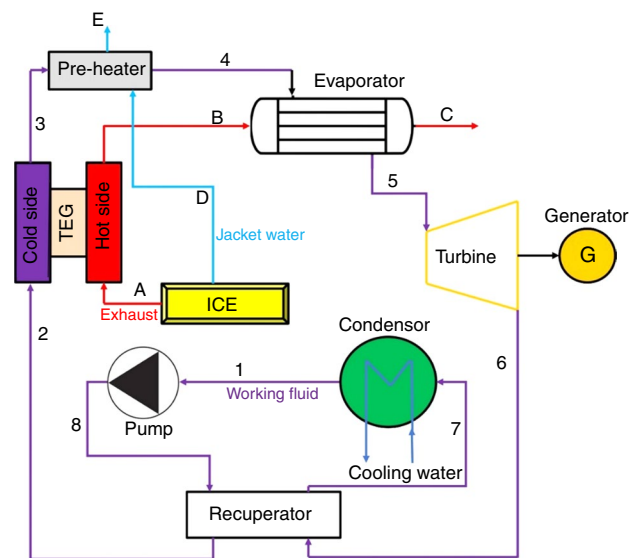 E
Pre-heater
4
Evaporator
3
B
C
Cold side
TEG
Hot side
D
5
Jacket water
Generator
G
Turbine
A
Exhaust
ICE
2
Condensor
6
1
Working fluid
8
Pump
7
Cooling water
Recuperator